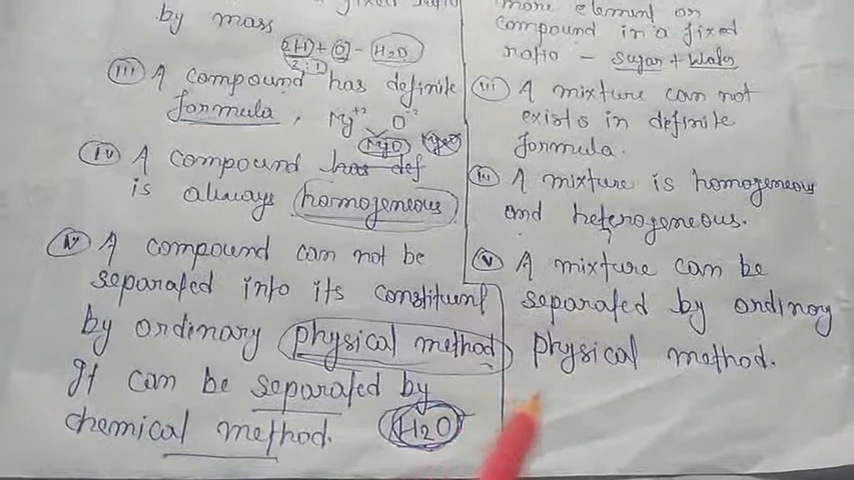 by mass
2H + O - H2O
2 : 1
(iii) A compound has definite
formula, Mg+2 O-2
MgO
(iv) A compound has def
is always homogeneous
(v) A compound can not be
separated into its constituent
by ordinary physical method
It can be separated by
chemical method. H2O
more element or
compound in a fixed
ratio - Sugar + Water
(iii) A mixture can not
exists in definite
formula.
A mixture is homogeneous
and heterogeneous.
(v) A mixture can be
separated by ordinory
physical method.